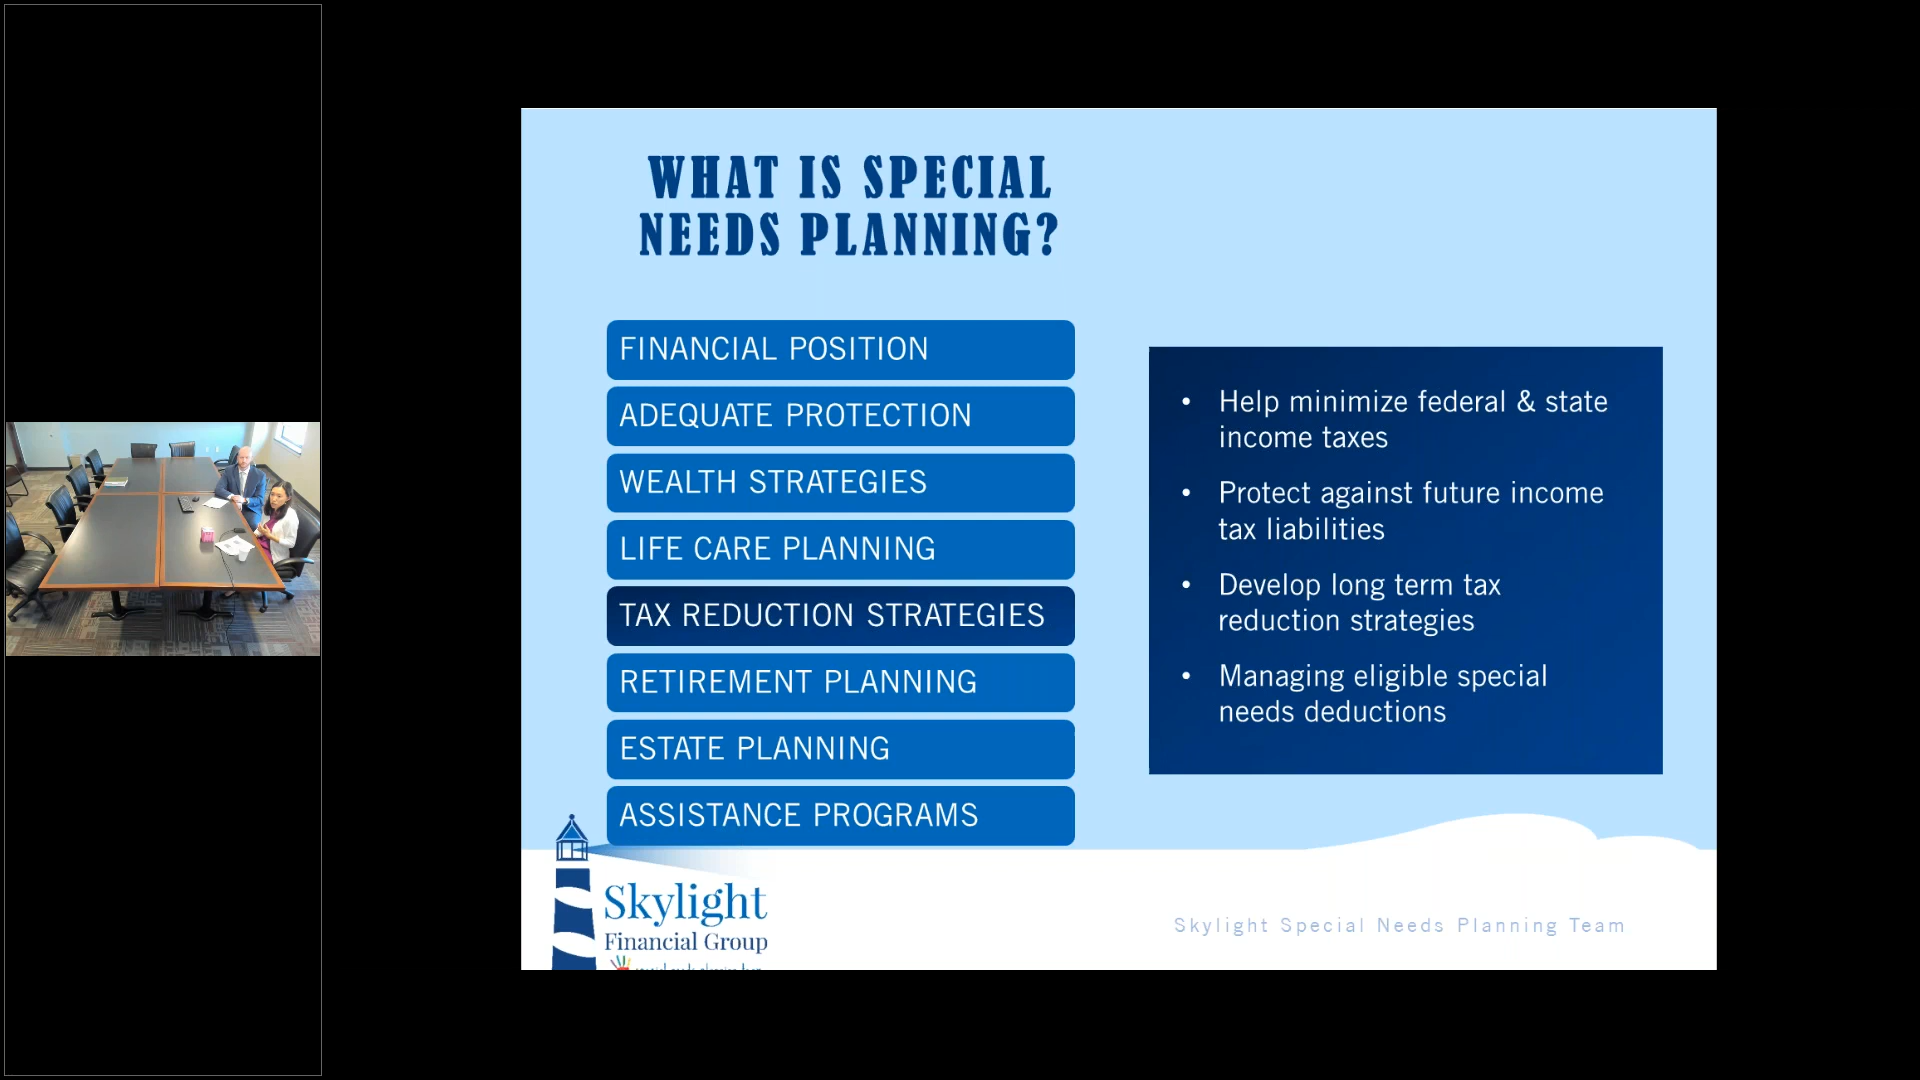 WHAT IS SPECIAL
NEEDS PLANNING?
FINANCIAL POSITION
ADEQUATE PROTECTION
WEALTH STRATEGIES
LIFE CARE PLANNING
TAX REDUCTION STRATEGIES
RETIREMENT PLANNING
ESTATE PLANNING
ASSISTANCE PROGRAMS
• Help minimize federal & state
income taxes
• Protect against future income
tax liabilities
• Develop long term tax
reduction strategies
• Managing eligible special
needs deductions
Skylight
Financial Group
Skylight Special Needs Planning Team